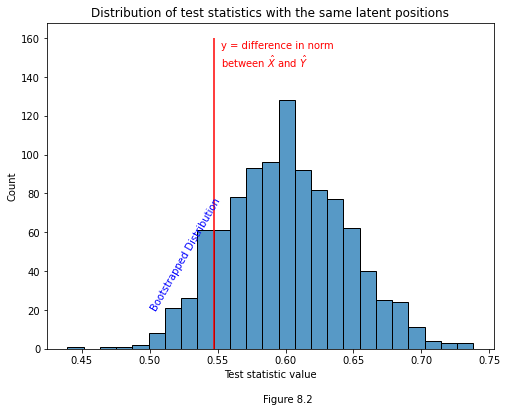 Distribution of test statistics with the same latent positions
160
140
120
100
80
60
40
20
0
Count
y = difference in norm
between X̂ and Ŷ
Bootstrapped Distribution
0.45 0.50 0.55 0.60 0.65 0.70 0.75
Test statistic value
Figure 8.2